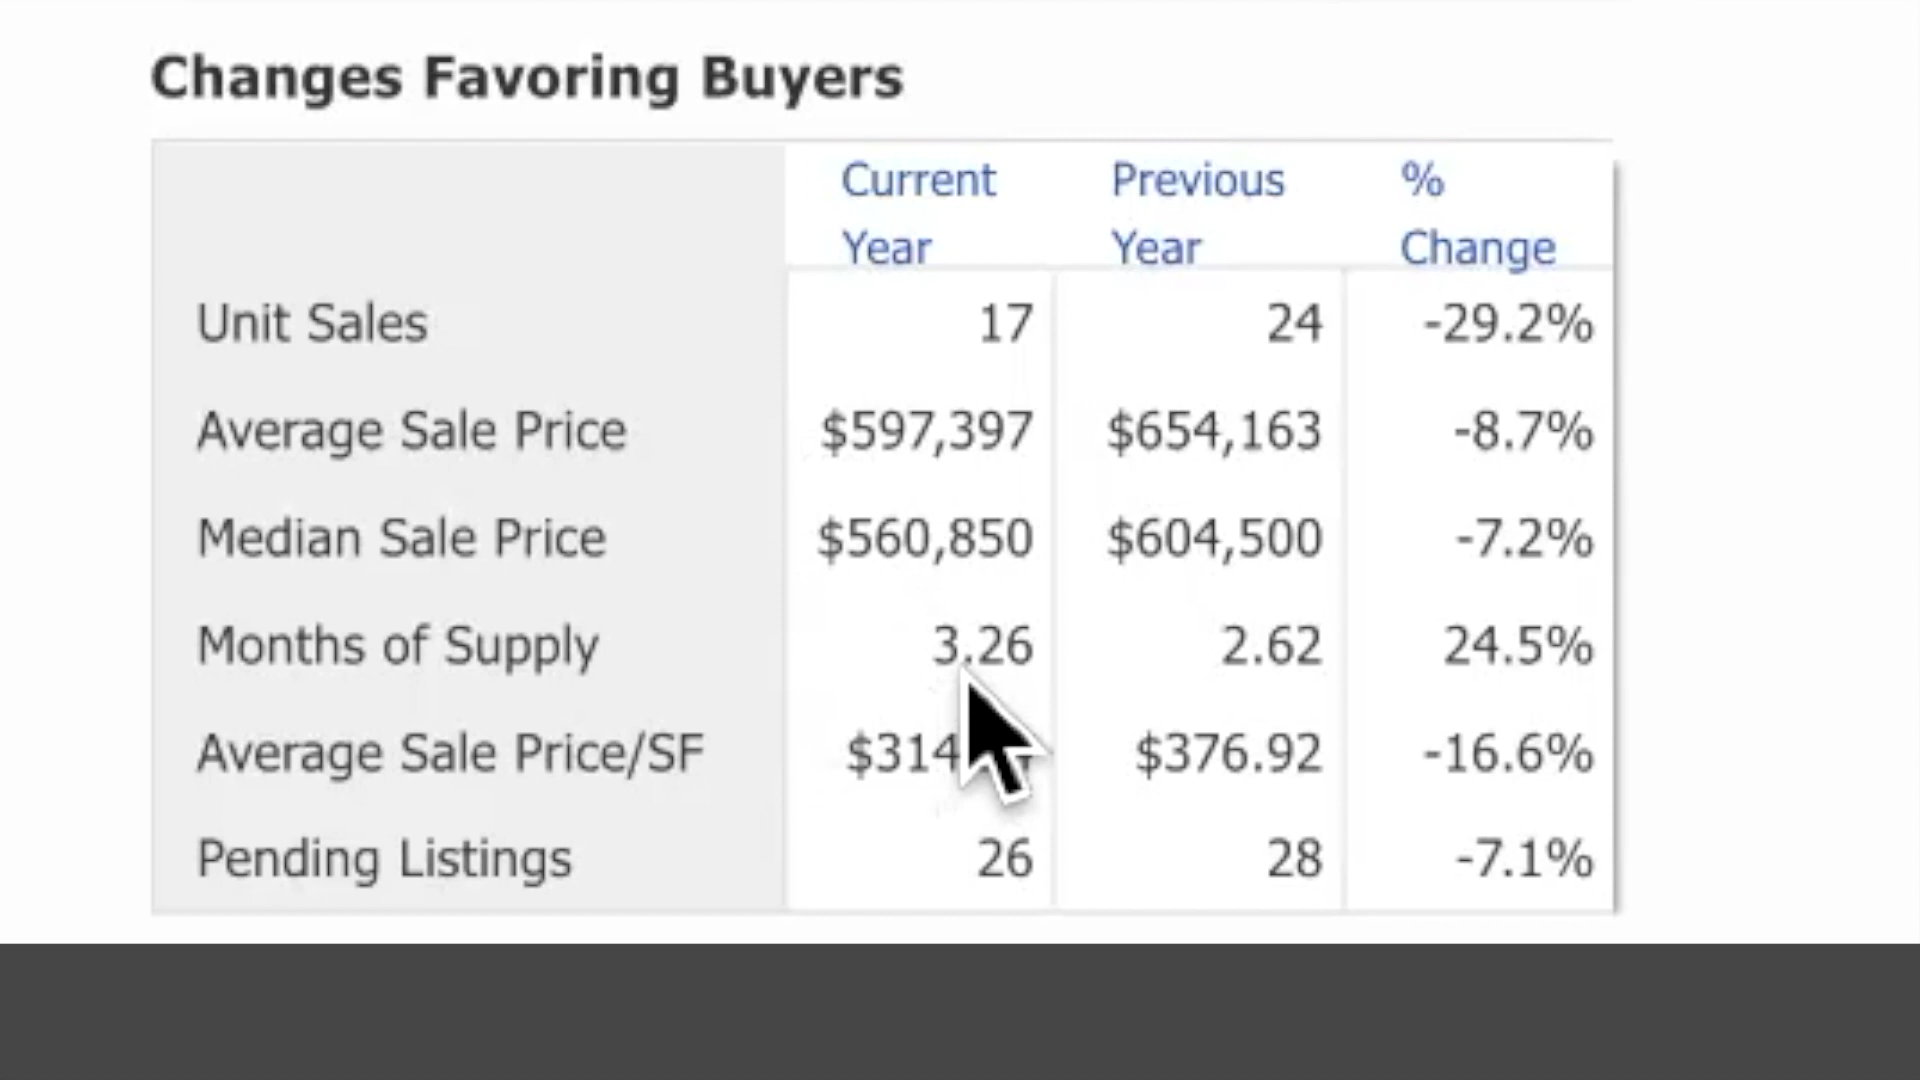 Changes Favoring Buyers
Current Year Previous Year % Change
Unit Sales 17 24 -29.2%
Average Sale Price $597,397 $654,163 -8.7%
Median Sale Price $560,850 $604,500 -7.2%
Months of Supply 3.26 2.62 24.5%
Average Sale Price/SF $376.92 -16.6%
Pending Listings 26 28 -7.1%